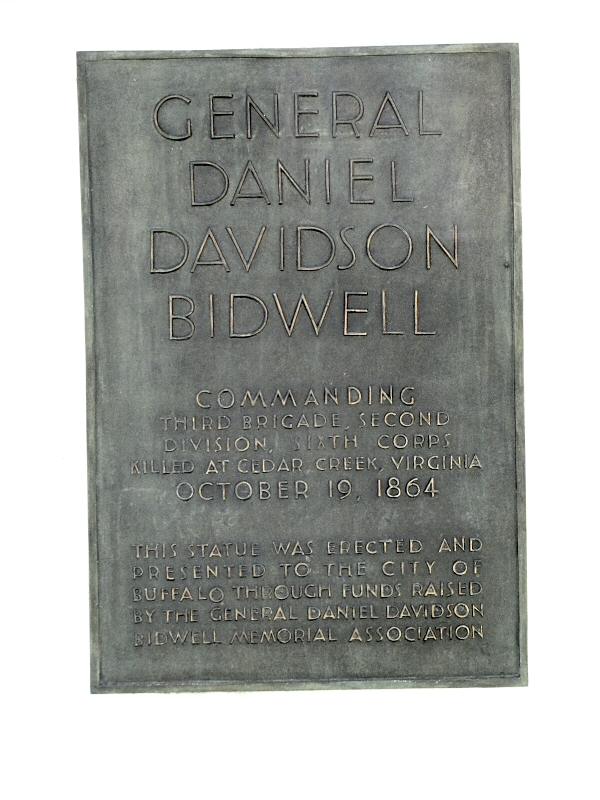 GENERAL
DANIEL
DAVIDSON
BIDWELL
COMMANDING
THIRD BRIGADE, SECOND
DIVISION, SIXTH CORPS
KILLED AT CEDAR, CREEK, VIRGINIA
OCTOBER 19, 1864
THIS STATUE WAS ERECTED AND
PRESENTED TO THE CITY OF
BUFFALO THROUGH FUNDS RAISED
BY THE GENERAL DANIEL DAVIDSON
BIDWELL MEMORIAL ASSOCIATION